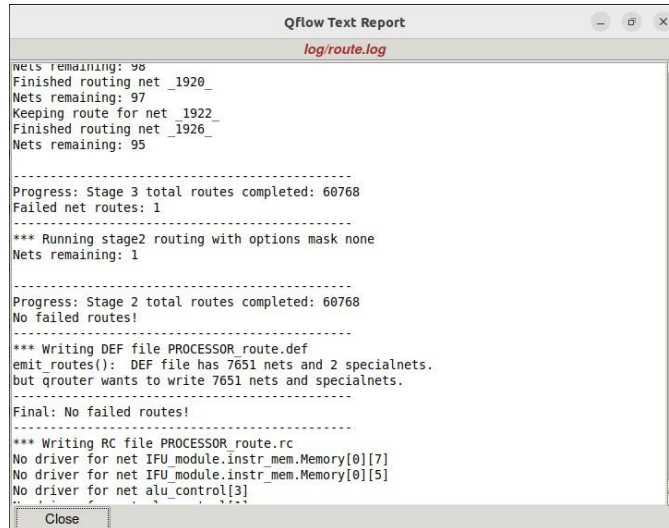 Qflow Text Report
log/route.log
Nets remaining: 98
Finished routing net _1920_
Nets remaining: 97
Keeping route for net _1922_
Finished routing net _1926_
Nets remaining: 95
----------------------------------------------
Progress: Stage 3 total routes completed: 60768
Failed net routes: 1
----------------------------------------------
*** Running stage2 routing with options mask none
Nets remaining: 1
----------------------------------------------
Progress: Stage 2 total routes completed: 60768
No failed routes!
----------------------------------------------
*** Writing DEF file PROCESSOR_route.def
emit_routes():  DEF file has 7651 nets and 2 specialnets.
but qrouter wants to write 7651 nets and specialnets.
----------------------------------------------
Final: No failed routes!
----------------------------------------------
*** Writing RC file PROCESSOR_route.rc
No driver for net IFU_module.instr_mem.Memory[0][7]
No driver for net IFU_module.instr_mem.Memory[0][5]
No driver for net alu_control[3]
Close